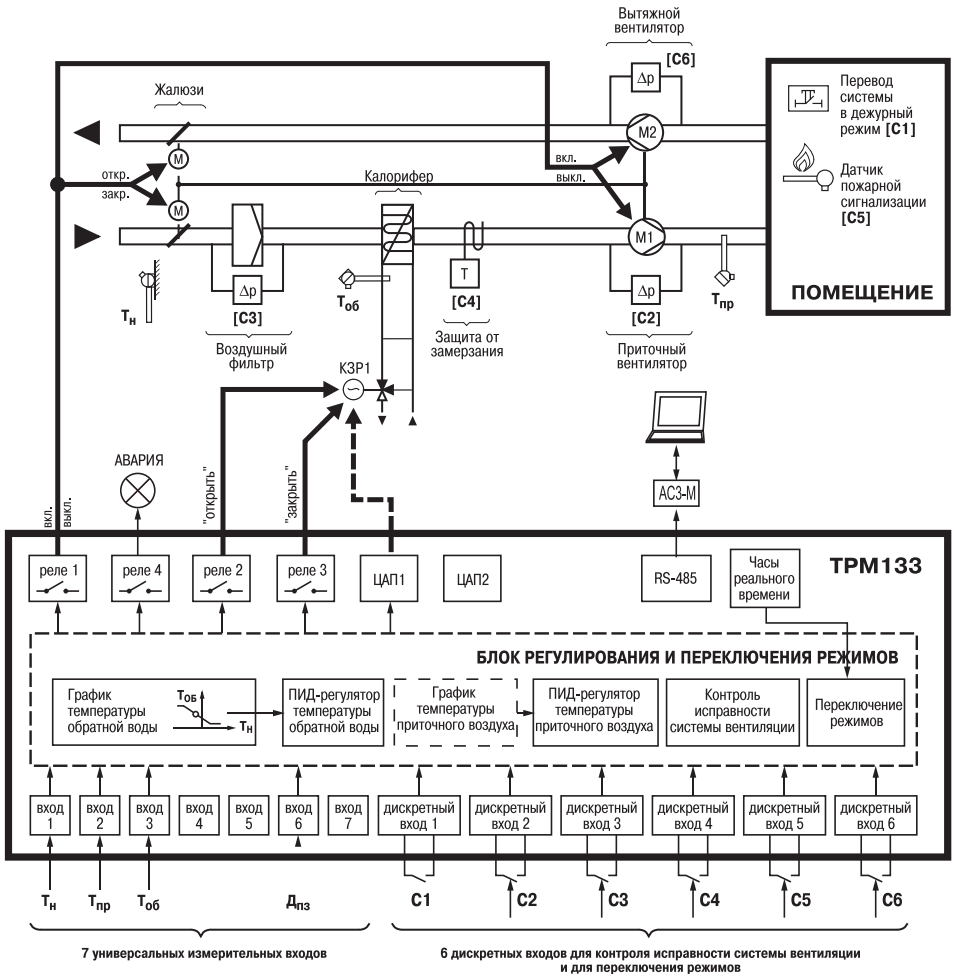 Вытяжной
вентилятор
[C6]
Δp
Жалюзи
M2
M
откр.
закр.
M
вкл.
выкл.
Калорифер
M1
Перевод
системы
в дежурный
режим [C1]
Датчик
пожарной
сигнализации
[C5]
ПОМЕЩЕНИЕ
Tн
Δp
[C3]
Воздушный
фильтр
Tоб
T
[C4]
Защита от
замерзания
Δp
[C2]
Приточный
вентилятор
Tпр
КЗР1
АВАРИЯ
вкл.
выкл.
"открыть"
"закрыть"
АС3-М
реле 1
реле 4
реле 2
реле 3
ЦАП1
ЦАП2
RS-485
Часы
реального
времени
ТРМ133
БЛОК РЕГУЛИРОВАНИЯ И ПЕРЕКЛЮЧЕНИЯ РЕЖИМОВ
График
температуры
обратной воды
TОБ
TН
ПИД-регулятор
температуры
обратной воды
График
температуры
приточного воздуха
ПИД-регулятор
температуры
приточного воздуха
Контроль
исправности
системы вентиляции
Переключение
режимов
вход
1
вход
2
вход
3
вход
4
вход
5
вход
6
вход
7
дискретный
вход 1
дискретный
вход 2
дискретный
вход 3
дискретный
вход 4
дискретный
вход 5
дискретный
вход 6
Tн
Tпр
Tоб
Дпз
C1
C2
C3
C4
C5
C6
7 универсальных измерительных входов
6 дискретных входов для контроля исправности системы вентиляции
и для переключения режимов